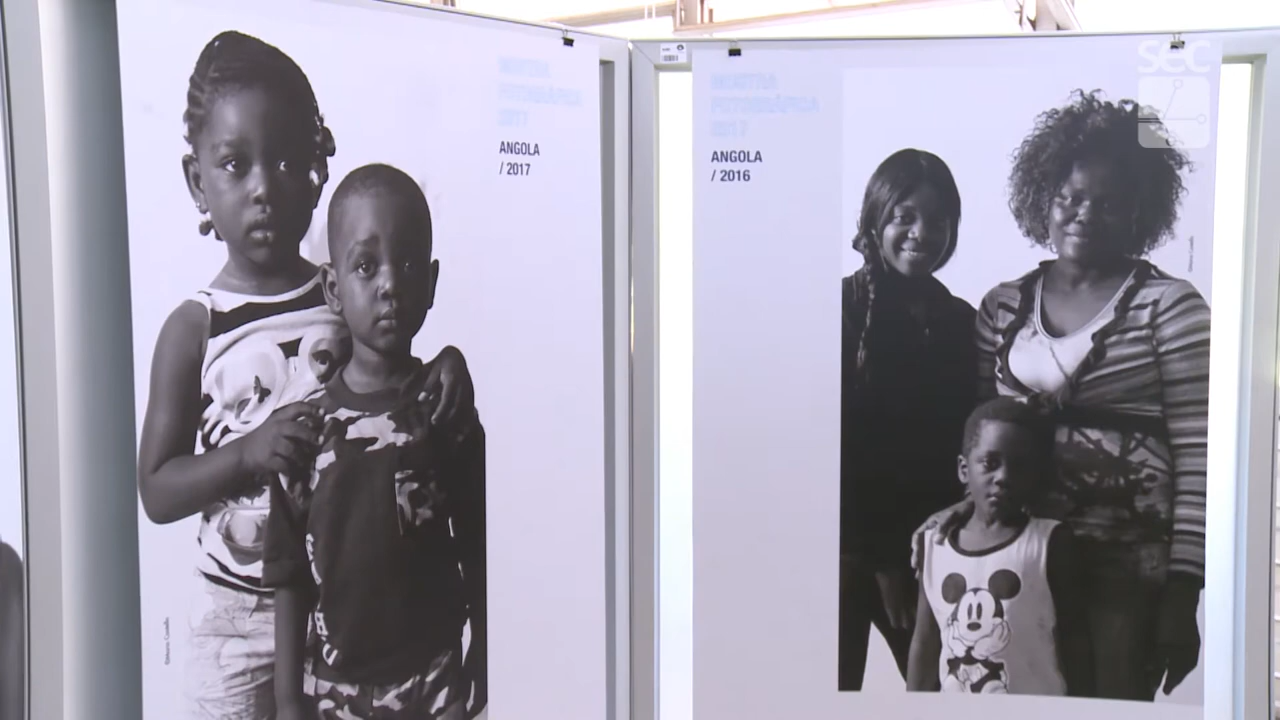 MOSTRA
FOTOGRÁFICA
2017
ANGOLA
/ 2017
MOSTRA
FOTOGRÁFICA
2017
ANGOLA
/ 2016
sec